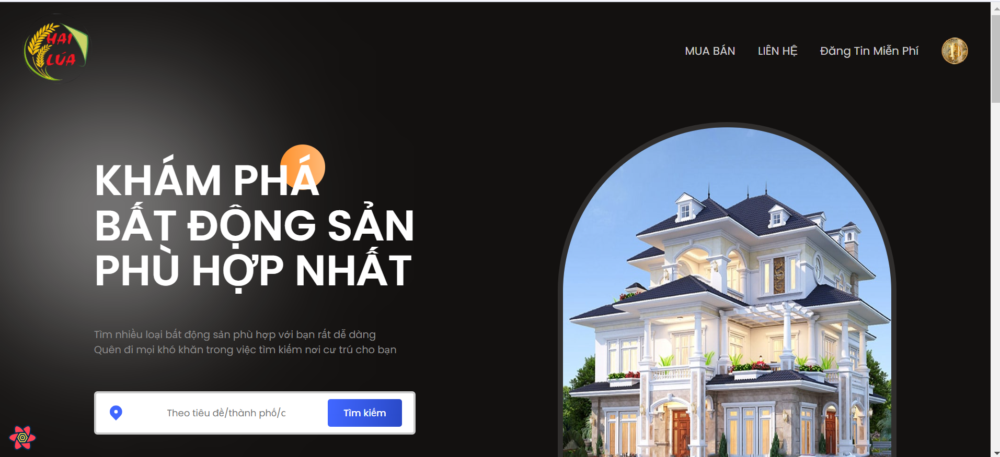 HAI
LÚA
MUA BÁN
LIÊN HỆ
Đăng Tin Miễn Phí
KHÁM PHÁ
BẤT ĐỘNG SẢN
PHÙ HỢP NHẤT
Tìm nhiều loại bất động sản phù hợp với bạn rất dễ dàng
Quên đi mọi khó khăn trong việc tìm kiếm nơi cư trú cho bạn
Theo tiêu đề/thành phố/c
Tìm kiếm